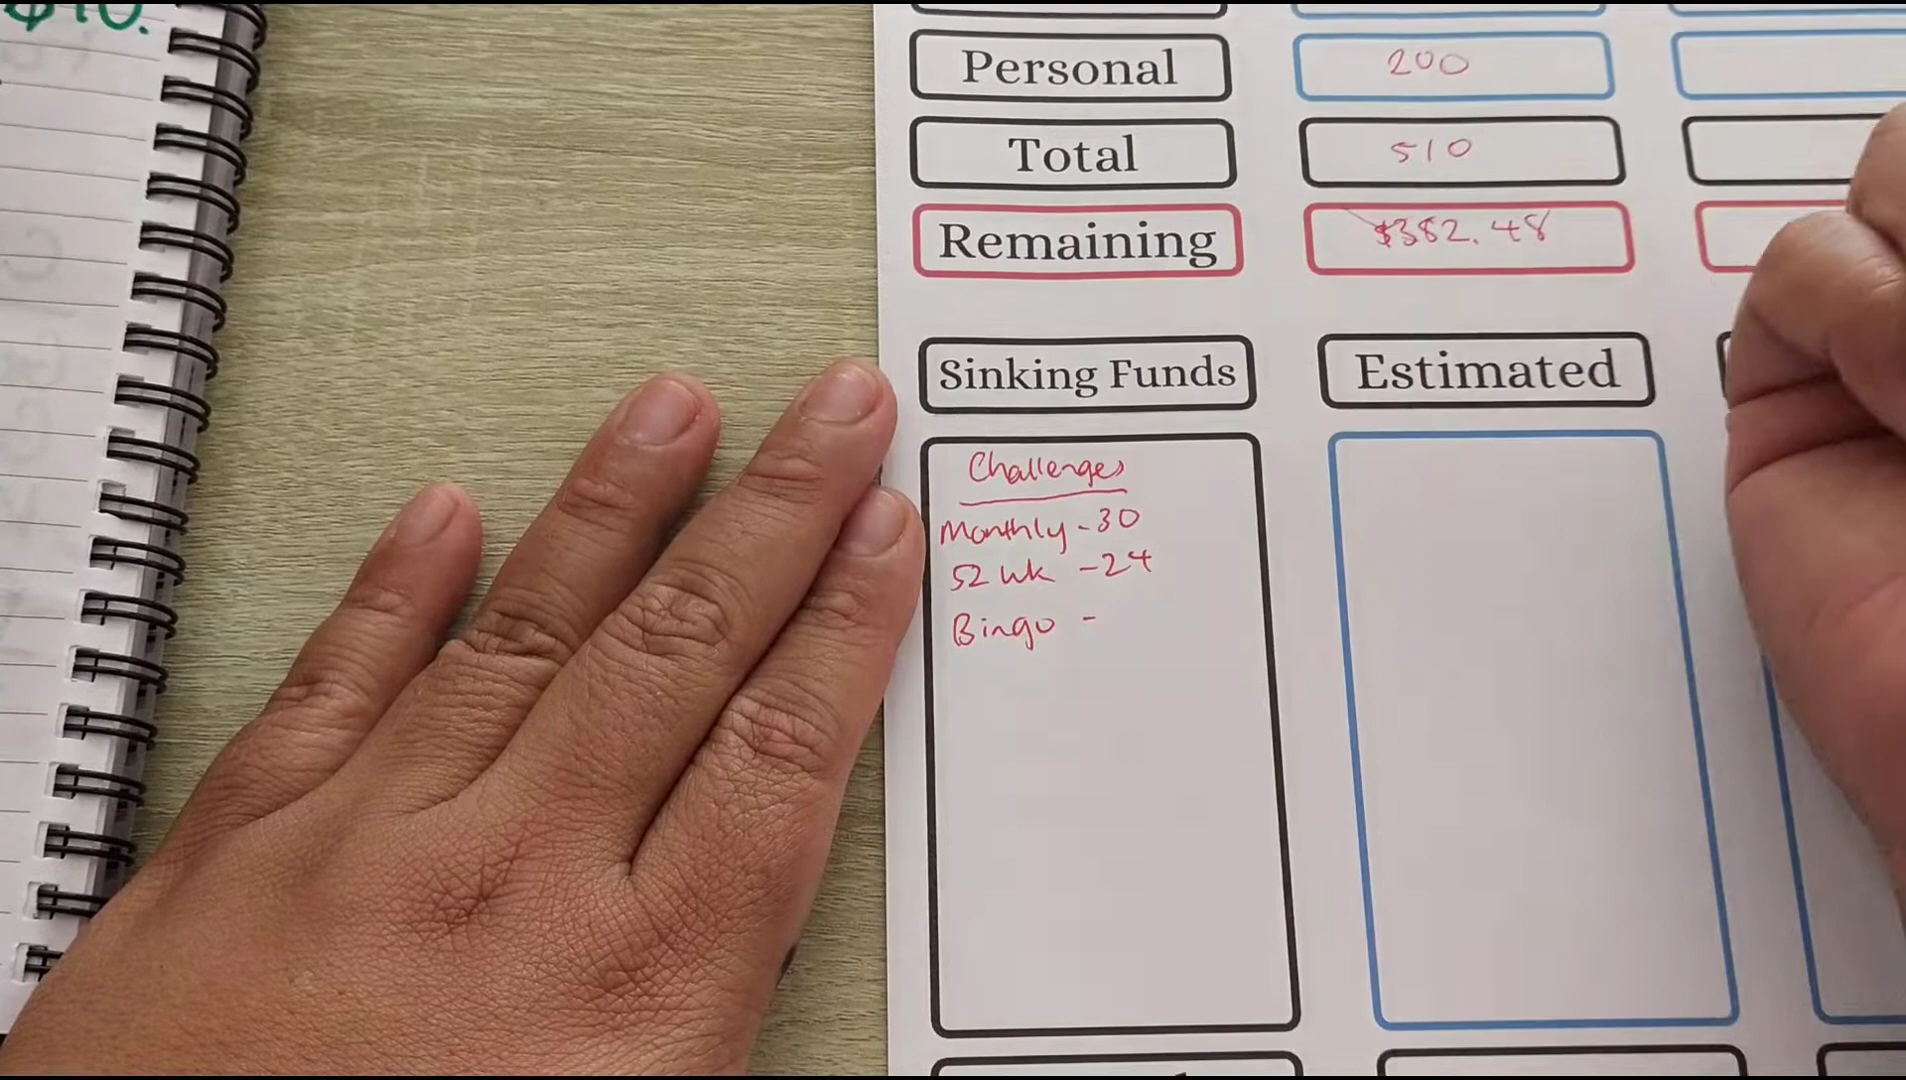 $10.
Personal 200
Total 510
Remaining $382.48
Sinking Funds Estimated
Challenges
Monthly - 30
52 wk - 24
Bingo -